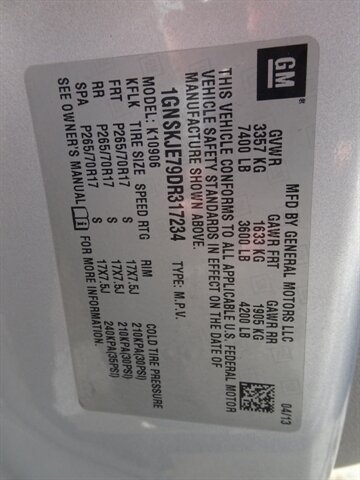 GM
MFD BY GENERAL MOTORS LLC 04/13
GVWR GAWR FRT GAWR RR
3357 KG 1633 KG 1905 KG
7400 LB 3600 LB 4200 LB
THIS VEHICLE CONFORMS TO ALL APPLICABLE U.S. FEDERAL MOTOR
VEHICLE SAFETY STANDARDS IN EFFECT ON THE DATE OF
MANUFACTURE SHOWN ABOVE.
1GNSKJE79DR317234 TYPE: M.P.V.
K10906
KFLK TIRE SIZE SPEED RTG RIM COLD TIRE PRESSURE
FRT P265/70R17 S 17X7.5J 210KPA(30PSI)
RR P265/70R17 S 17X7.5J 210KPA(30PSI)
SPA P265/70R17 S 17X7.5J 240KPA(35PSI)
SEE OWNER'S MANUAL FOR MORE INFORMATION